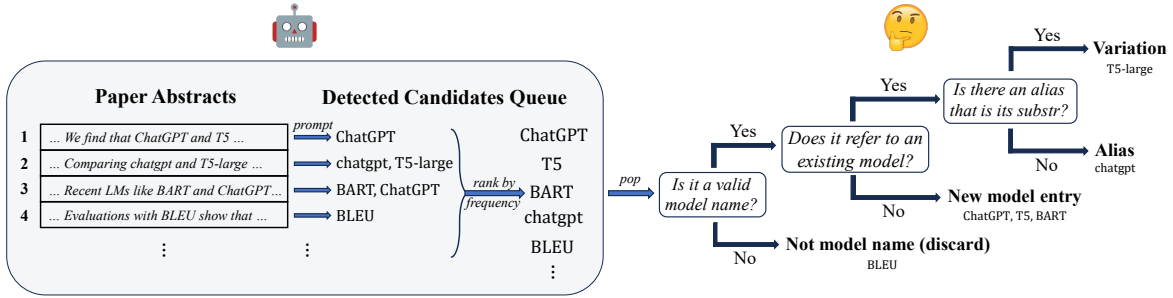 Paper Abstracts
Detected Candidates Queue
1
... We find that ChatGPT and T5 ...
prompt
ChatGPT
2
... Comparing chatgpt and T5-large ...
chatgpt, T5-large
3
... Recent LMs like BART and ChatGPT...
BART, ChatGPT
4
... Evaluations with BLEU show that ...
BLEU
rank by
frequency
ChatGPT
T5
BART
chatgpt
BLEU
pop
Is it a valid
model name?
Yes
No
Not model name (discard)
BLEU
Does it refer to an
existing model?
Yes
No
New model entry
ChatGPT, T5, BART
Is there an alias
that is its substr?
Yes
Variation
T5-large
No
Alias
chatgpt